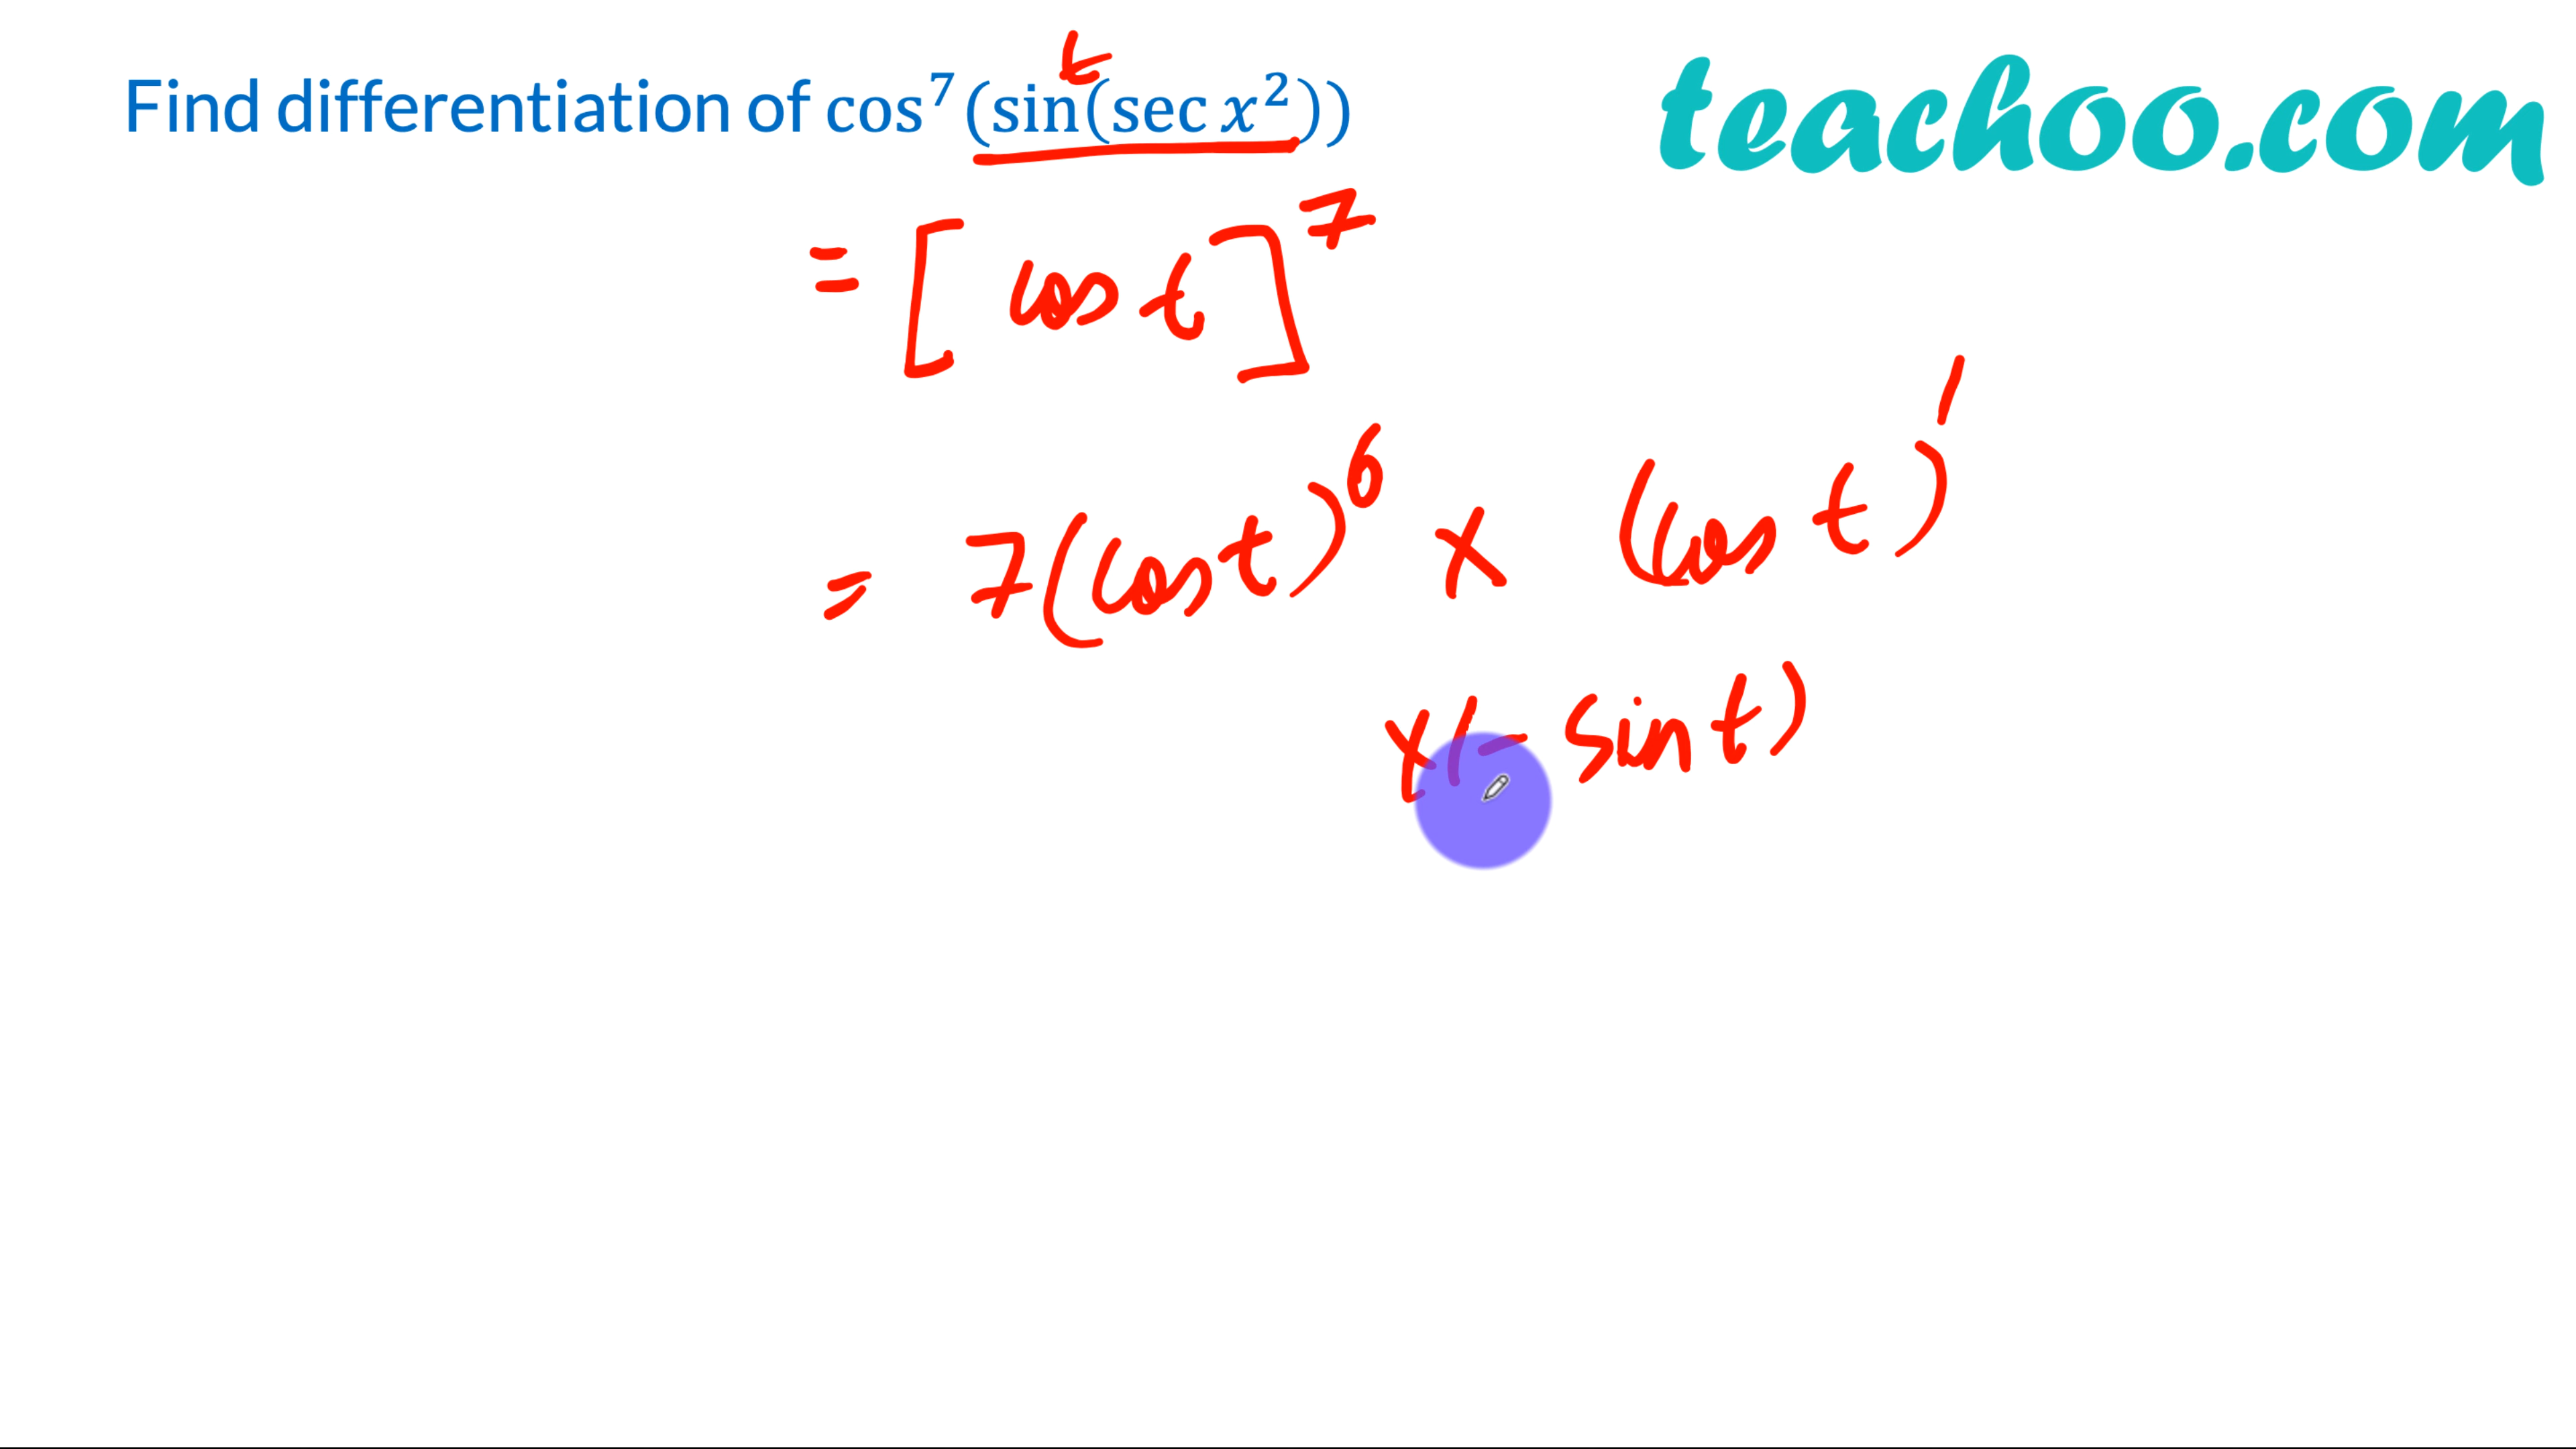 t
Find differentiation of cos⁷(sin(sec x²))
teachoo.com
= [cos t]⁷
= 7(cos t)⁶ × (cos t)'
×(- sin t)